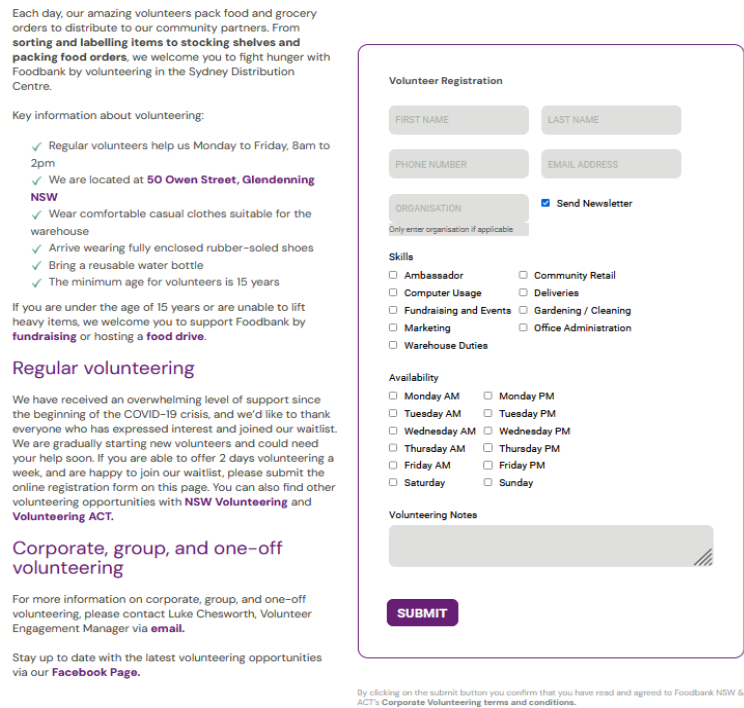 Each day, our amazing volunteers pack food and grocery
orders to distribute to our community partners. From
sorting and labelling items to stocking shelves and
packing food orders, we welcome you to fight hunger with
Foodbank by volunteering in the Sydney Distribution
Centre.
Key information about volunteering:
Regular volunteers help us Monday to Friday, 8am to
2pm
We are located at 50 Owen Street, Glendenning
NSW
Wear comfortable casual clothes suitable for the
warehouse
Arrive wearing fully enclosed rubber-soled shoes
Bring a reusable water bottle
The minimum age for volunteers is 15 years
If you are under the age of 15 years or are unable to lift
heavy items, we welcome you to support Foodbank by
fundraising or hosting a food drive.
Regular volunteering
We have received an overwhelming level of support since
the beginning of the COVID-19 crisis, and we'd like to thank
everyone who has expressed interest and joined our waitlist.
We are gradually starting new volunteers and could need
your help soon. If you are able to offer 2 days volunteering a
week, and are happy to join our waitlist, please submit the
online registration form on this page. You can also find other
volunteering opportunities with NSW Volunteering and
Volunteering ACT.
Corporate, group, and one-off
volunteering
For more information on corporate, group, and one-off
volunteering, please contact Luke Chesworth, Volunteer
Engagement Manager via email.
Stay up to date with the latest volunteering opportunities
via our Facebook Page.
Volunteer Registration
FIRST NAME LAST NAME
PHONE NUMBER EMAIL ADDRESS
ORGANISATION Send Newsletter
Only enter organisation if applicable
Skills
Ambassador Community Retail
Computer Usage Deliveries
Fundraising and Events Gardening / Cleaning
Marketing Office Administration
Warehouse Duties
Availability
Monday AM Monday PM
Tuesday AM Tuesday PM
Wednesday AM Wednesday PM
Thursday AM Thursday PM
Friday AM Friday PM
Saturday Sunday
Volunteering Notes
SUBMIT
By clicking on the submit button you confirm that you have read and agreed to Foodbank NSW &
ACT's Corporate Volunteering terms and conditions.